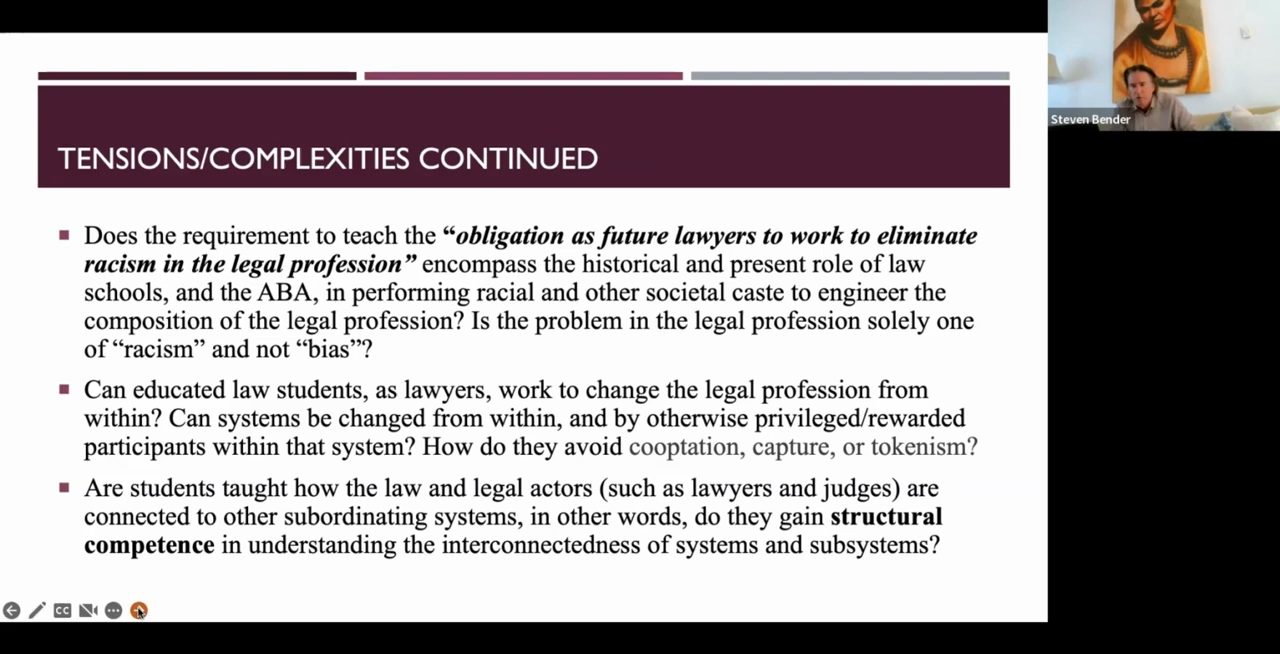 TENSIONS/COMPLEXITIES CONTINUED
Does the requirement to teach the “obligation as future lawyers to work to eliminate
racism in the legal profession” encompass the historical and present role of law
schools, and the ABA, in performing racial and other societal caste to engineer the
composition of the legal profession? Is the problem in the legal profession solely one
of “racism” and not “bias”?
Can educated law students, as lawyers, work to change the legal profession from
within? Can systems be changed from within, and by otherwise privileged/rewarded
participants within that system? How do they avoid cooptation, capture, or tokenism?
Are students taught how the law and legal actors (such as lawyers and judges) are
connected to other subordinating systems, in other words, do they gain structural
competence in understanding the interconnectedness of systems and subsystems?
CC
Steven Bender